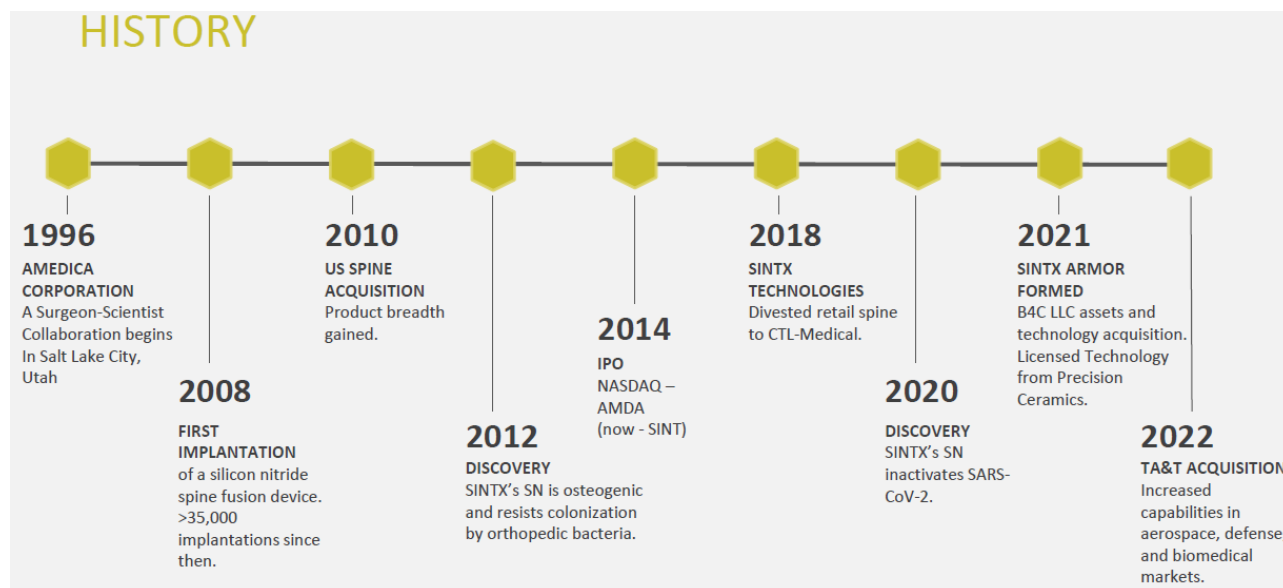 HISTORY
1996
AMEDICA
CORPORATION
A Surgeon-Scientist
Collaboration begins
In Salt Lake City,
Utah
2008
FIRST
IMPLANTATION
of a silicon nitride
spine fusion device.
>35,000
implantations since
then.
2010
US SPINE
ACQUISITION
Product breadth
gained.
2012
DISCOVERY
SINTX’s SN is osteogenic
and resists colonization
by orthopedic bacteria.
2014
IPO
NASDAQ –
AMDA
(now - SINT)
2018
SINTX
TECHNOLOGIES
Divested retail spine
to CTL-Medical.
2020
DISCOVERY
SINTX’s SN
inactivates SARS-
CoV-2.
2021
SINTX ARMOR
FORMED
B4C LLC assets and
technology acquisition.
Licensed Technology
from Precision
Ceramics.
2022
TA&T ACQUISITION
Increased
capabilities in
aerospace, defense
and biomedical
markets.